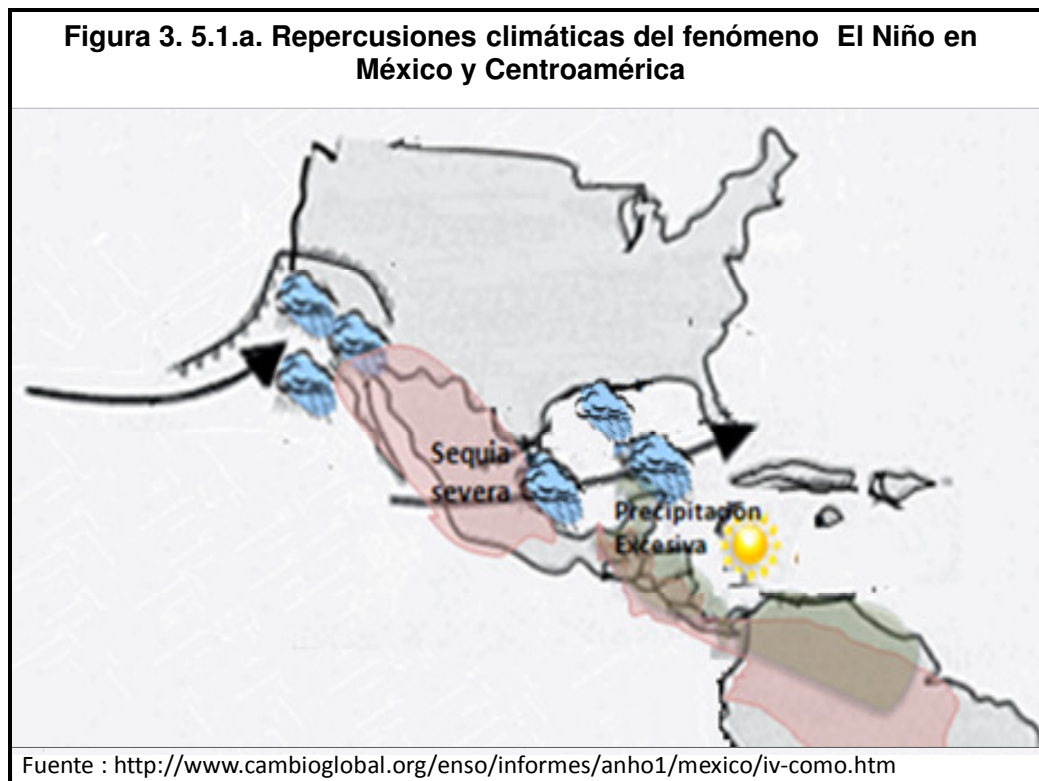 Figura 3. 5.1.a. Repercusiones climáticas del fenómeno El Niño en
México y Centroamérica
Sequia
severa
Precipitación
Excesiva
Fuente : http://www.cambioglobal.org/enso/informes/anho1/mexico/iv-como.htm